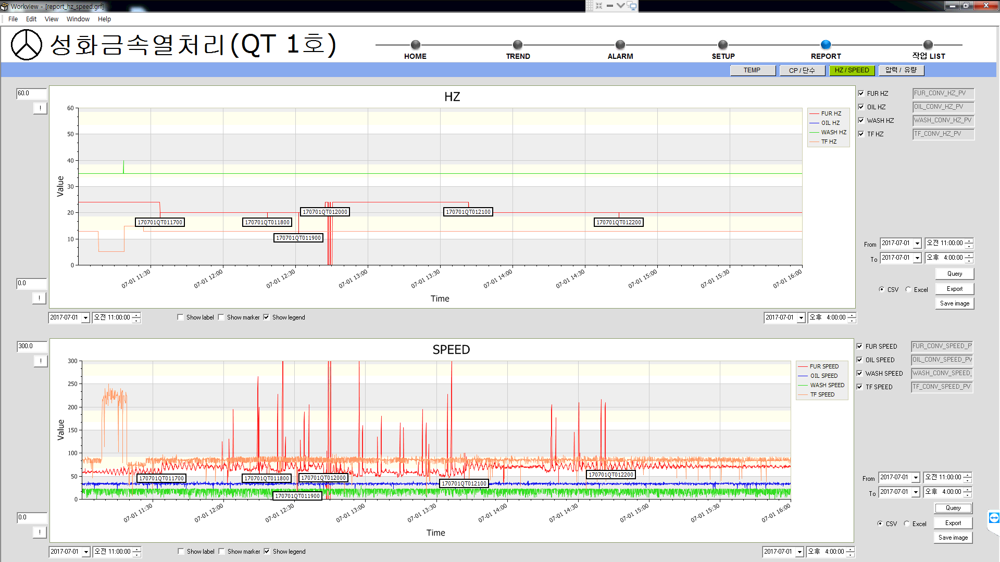 Workview - [report_hz_speed.grf]
File Edit View Window Help
성화금속열처리(QT 1호)
HOME TREND ALARM SETUP REPORT 작업 LIST
TEMP CP / 단수 HZ / SPEED 압력 / 유량
60.0
!
HZ
Value
60
50
40
30
20
10
0
170701QT011700
170701QT011800
170701QT011900
170701QT012000
170701QT012100
170701QT012200
07-01 11:30
07-01 12:00
07-01 12:30
07-01 13:00
07-01 13:30
07-01 14:00
07-01 14:30
07-01 15:00
07-01 15:30
07-01 16:00
Time
FUR HZ
OIL HZ
WASH HZ
TF HZ
FUR HZ FUR_CONV_HZ_PV
OIL HZ OIL_CONV_HZ_PV
WASH HZ WASH_CONV_HZ_PV
TF HZ TF_CONV_HZ_PV
From 2017-07-01 오전 11:00:00
To 2017-07-01 오후 4:00:00
Query
CSV Excel Export
Save image
0.0
!
2017-07-01 오전 11:00:00 Show label Show marker Show legend 2017-07-01 오후 4:00:00
300.0
!
SPEED
Value
300
250
200
150
100
50
0
170701QT011700
170701QT011800
170701QT011900
170701QT012000
170701QT012100
170701QT012200
07-01 11:30
07-01 12:00
07-01 12:30
07-01 13:00
07-01 13:30
07-01 14:00
07-01 14:30
07-01 15:00
07-01 15:30
07-01 16:00
Time
FUR SPEED
OIL SPEED
WASH SPEED
TF SPEED
FUR SPEED FUR_CONV_SPEED_P
OIL SPEED OIL_CONV_SPEED_PV
WASH SPEED WASH_CONV_SPEED_
TF SPEED TF_CONV_SPEED_PV
From 2017-07-01 오전 11:00:00
To 2017-07-01 오후 4:00:00
Query
CSV Excel Export
Save image
0.0
!
2017-07-01 오전 11:00:00 Show label Show marker Show legend 2017-07-01 오후 4:00:00